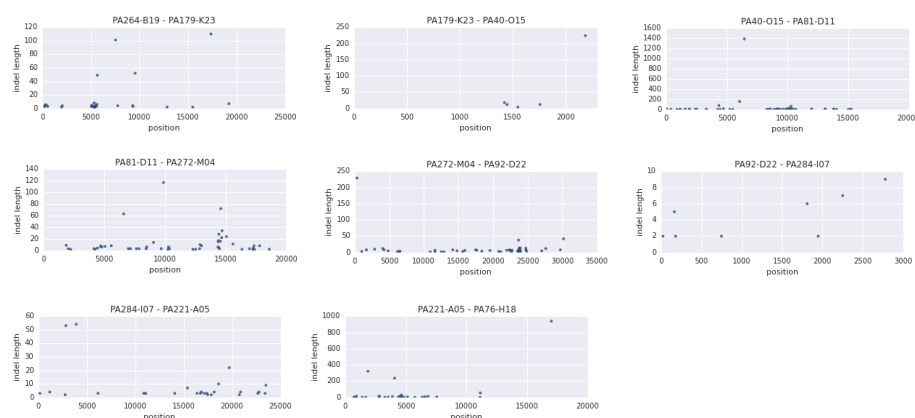 PA264-B19 - PA179-K23
120
100
80
60
40
20
0
indel length
0 5000 10000 15000 20000 25000
position
PA179-K23 - PA40-O15
250
200
150
100
50
0
indel length
0 500 1000 1500 2000
position
PA40-O15 - PA81-D11
1600
1400
1200
1000
800
600
400
200
0
indel length
0 5000 10000 15000 20000
position
PA81-D11 - PA272-M04
140
120
100
80
60
40
20
0
indel length
0 5000 10000 15000 20000
position
PA272-M04 - PA92-D22
250
200
150
100
50
0
indel length
0 5000 10000 15000 20000 25000 30000 35000
position
PA92-D22 - PA284-I07
10
8
6
4
2
0
indel length
0 500 1000 1500 2000 2500 3000
position
PA284-I07 - PA221-A05
60
50
40
30
20
10
0
indel length
0 5000 10000 15000 20000 25000
position
PA221-A05 - PA76-H18
1000
800
600
400
200
0
indel length
0 5000 10000 15000 20000
position